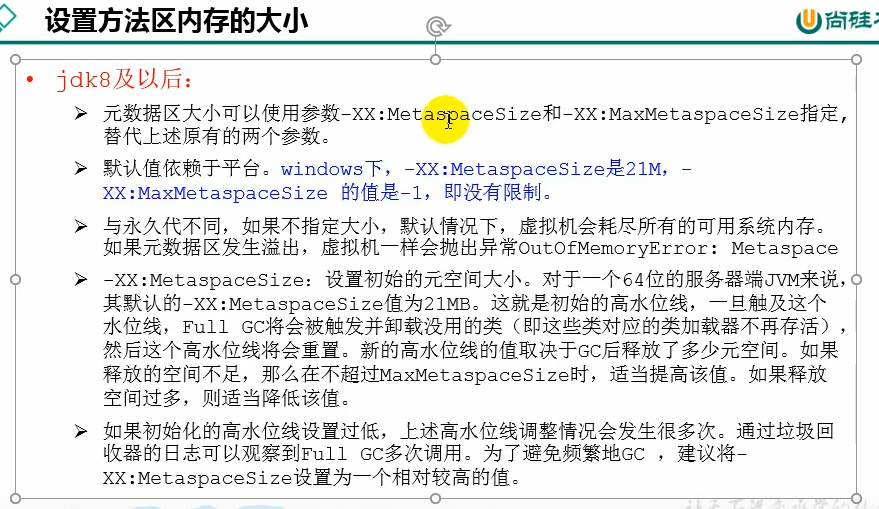 设置方法区内存的大小
尚硅
• jdk8及以后：
➢ 元数据区大小可以使用参数-XX:MetaspaceSize和-XX:MaxMetaspaceSize指定,
替代上述原有的两个参数。
➢ 默认值依赖于平台。windows下，-XX:MetaspaceSize是21M，-
XX:MaxMetaspaceSize 的值是-1，即没有限制。
➢ 与永久代不同，如果不指定大小，默认情况下，虚拟机会耗尽所有的可用系统内存。
如果元数据区发生溢出，虚拟机一样会抛出异常OutOfMemoryError: Metaspace
➢ -XX:MetaspaceSize：设置初始的元空间大小。对于一个64位的服务器端JVM来说，
其默认的-XX:MetaspaceSize值为21MB。这就是初始的高水位线，一旦触及这个
水位线，Full GC将会被触发并卸载没用的类（即这些类对应的类加载器不再存活），
然后这个高水位线将会重置。新的高水位线的值取决于GC后释放了多少元空间。如果
释放的空间不足，那么在不超过MaxMetaspaceSize时，适当提高该值。如果释放
空间过多，则适当降低该值。
➢ 如果初始化的高水位线设置过低，上述高水位线调整情况会发生很多次。通过垃圾回
收器的日志可以观察到Full GC多次调用。为了避免频繁地GC ，建议将-
XX:MetaspaceSize设置为一个相对较高的值。